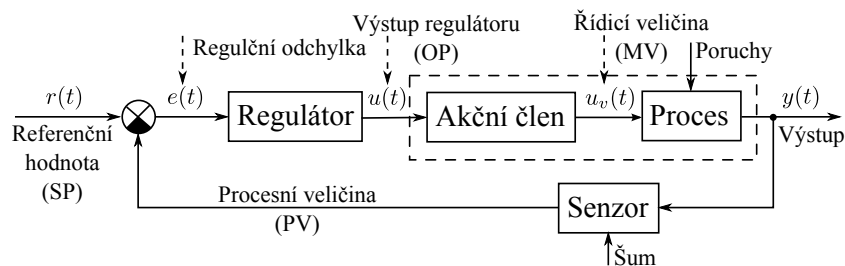 Výstup regulátoru
(OP)
Řídicí veličina
(MV)
Regulční odchylka
Poruchy
r(t)
e(t)
u(t)
u_v(t)
y(t)
Regulátor
Akční člen
Proces
Referenční
hodnota
(SP)
Výstup
Procesní veličina
(PV)
Senzor
Šum